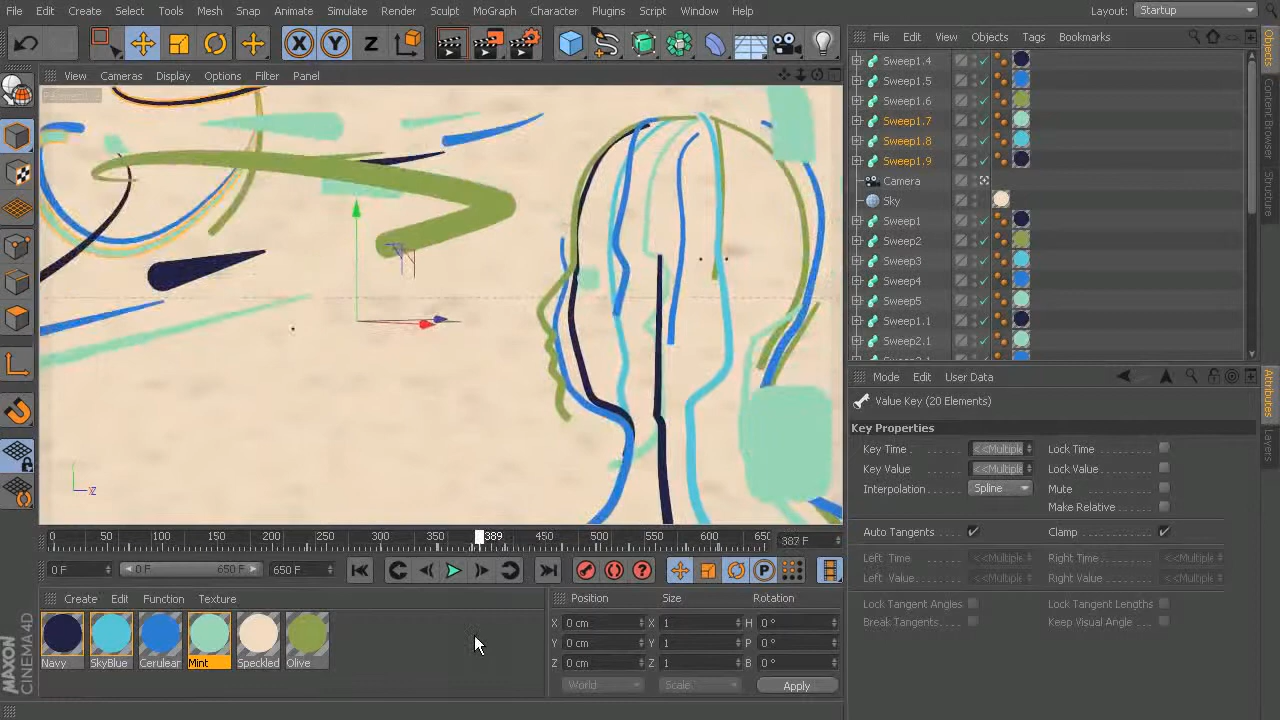 File Edit Create Select Tools Mesh Snap Animate Simulate Render Sculpt MoGraph Character Plugins Script Window Help Layout: Startup
File Edit View Objects Tags Bookmarks
View Cameras Display Options Filter Panel
Sweep1.4
Sweep1.5
Sweep1.6
Sweep1.7
Sweep1.8
Sweep1.9
Camera
Sky
Sweep1
Sweep2
Sweep3
Sweep4
Sweep5
Sweep1.1
Sweep2.1
Objects
Content Browser
Structure
Mode Edit User Data
Value Key (20 Elements)
Key Properties
Key Time <<Multiple Lock Time
Key Value <<Multiple Lock Value
Interpolation Spline Mute
Make Relative
Auto Tangents Clamp
Left Time <<Multiple Right Time <<Multiple
Left Value <<Multiple Right Value <<Multiple
Lock Tangent Angles Lock Tangent Lengths
Break Tangents Keep Visual Angle
Attributes
Layers
Z
0 50 100 150 200 250 300 350 389 450 500 550 600 650
0 F 0 F 650 F 650 F
Create Edit Function Texture
Navy SkyBlue Cerulean Mint Speckled Olive
Position Size Rotation
X 0 cm X 1 H 0 °
Y 0 cm Y 1 P 0 °
Z 0 cm Z 1 B 0 °
World Scale Apply
MAXON
CINEMA 4D